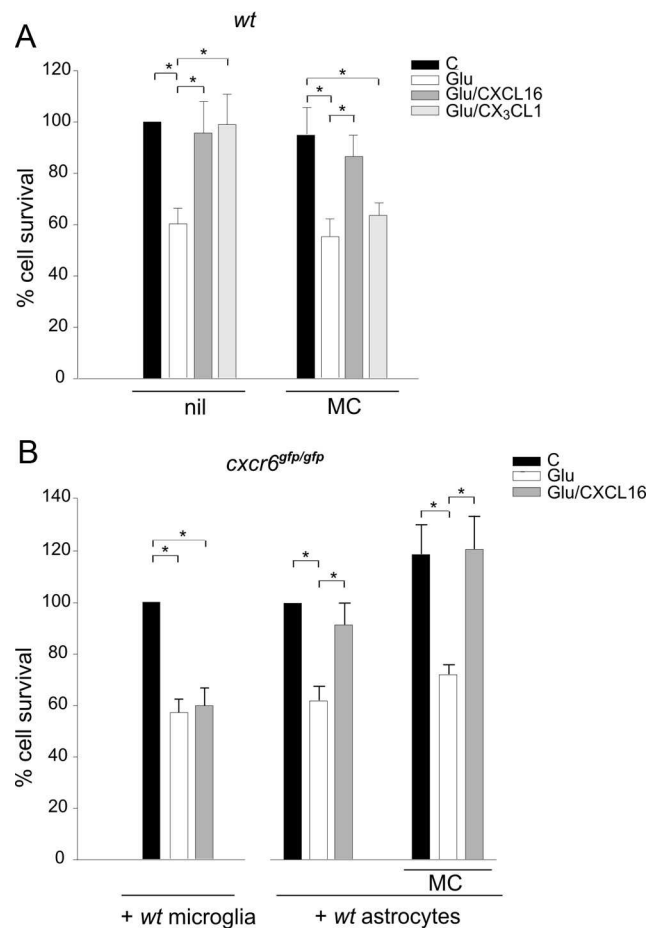 A
wt
C
Glu
Glu/CXCL16
Glu/CX₃CL1
% cell survival
120
100
80
60
40
20
0
* * *
* * *
nil
MC
B
cxcr6gfp/gfp
C
Glu
Glu/CXCL16
% cell survival
140
120
100
80
60
40
20
0
* *
* *
* *
MC
+ wt microglia
+ wt astrocytes